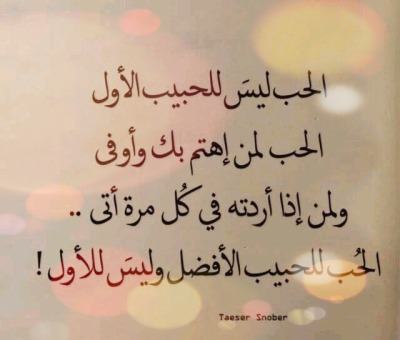 الحب ليسَ للحبيب الأول
الحب لمن إهتم بك وأوفى
ولمن إذا أردته في كُل مرة أتى ..
الحُب للحبيب الأفضل وليسَ للأول !
Taeser Snober